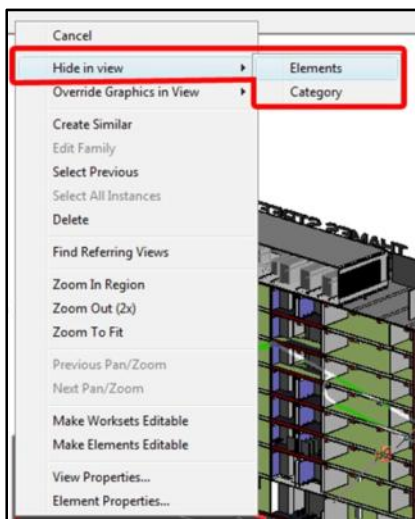 Cancel
Hide in view
Elements
Override Graphics in View
Category
Create Similar
Edit Family
Select Previous
Select All Instances
Delete
Find Referring Views
Zoom In Region
Zoom Out (2x)
Zoom To Fit
Previous Pan/Zoom
Next Pan/Zoom
Make Worksets Editable
Make Elements Editable
View Properties...
Element Properties...
THAMES STREE